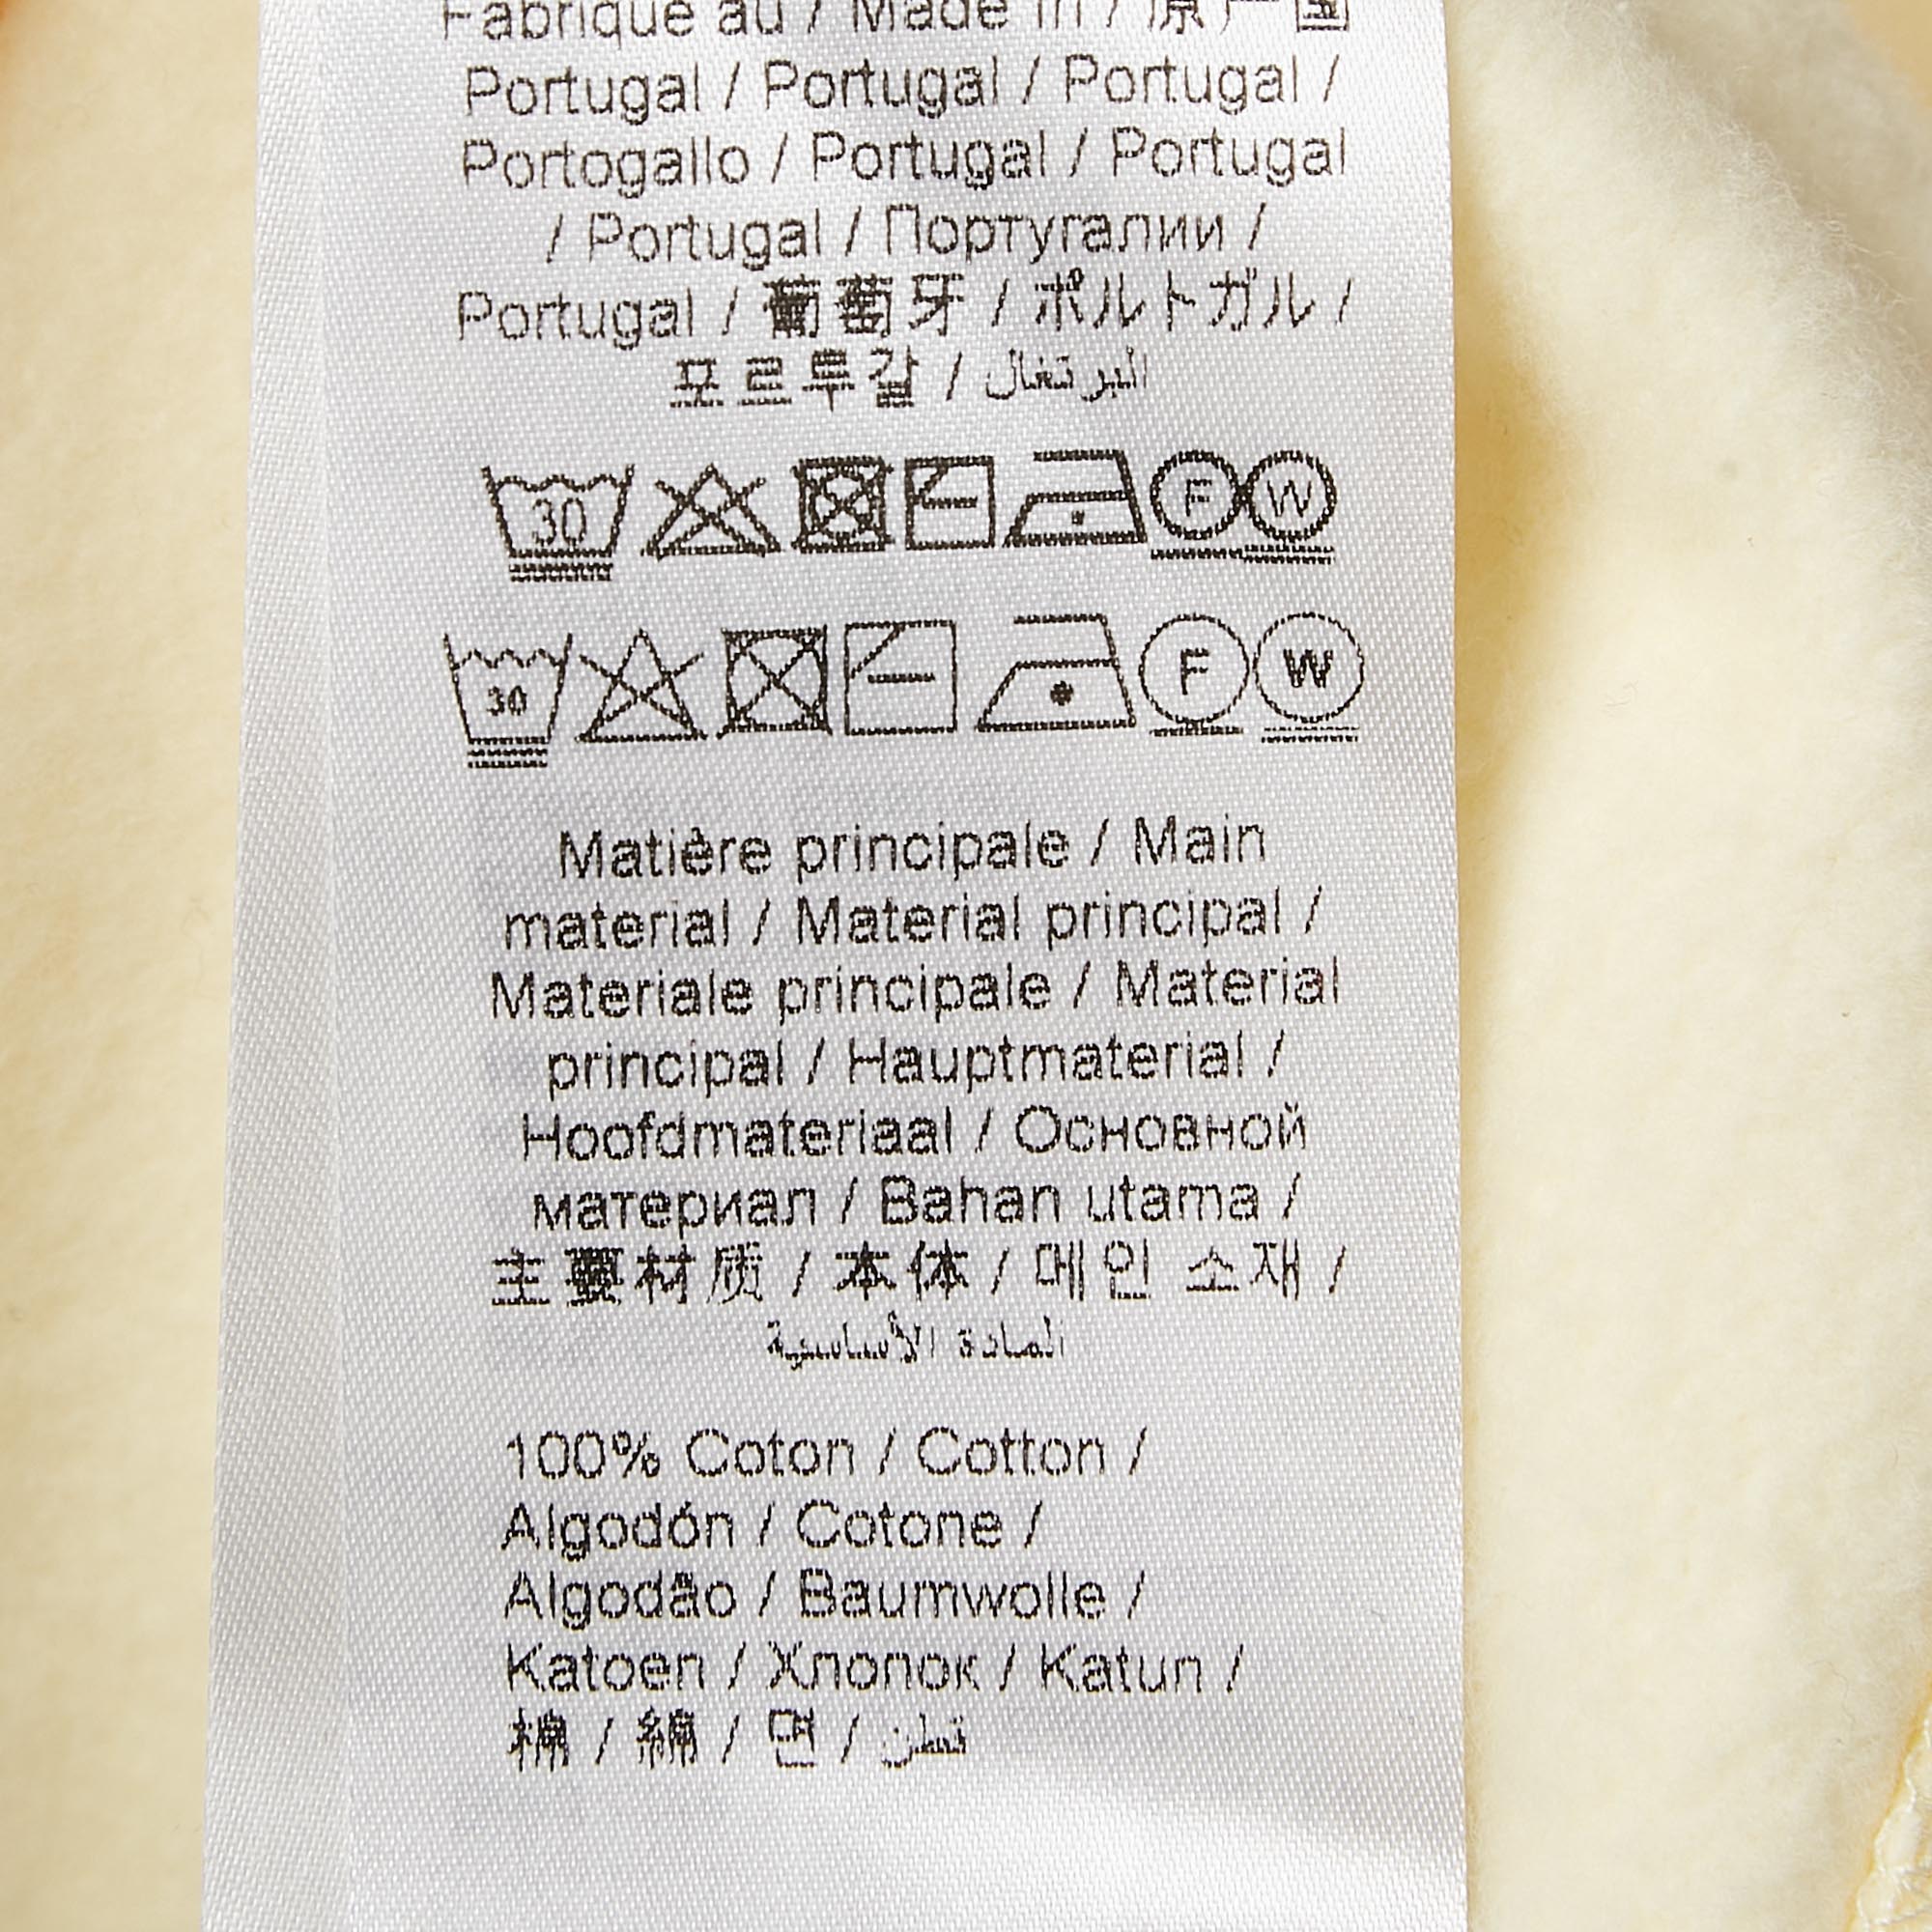 Fabriqué au / Made in / 原产国
Portugal / Portugal / Portugal /
Portogallo / Portugal / Portugal
/ Portugal / Португалии /
Portugal / 葡萄牙 / ポルトガル /
포르투갈 / البرتغال
30 F W
30 F W
Matière principale / Main
material / Material principal /
Materiale principale / Material
principal / Hauptmaterial /
Hoofdmateriaal / Основной
материал / Bahan utama /
主要材质 / 本体 / 메인 소재 /
المادة الأساسية
100% Coton / Cotton /
Algodón / Cotone /
Algodão / Baumwolle /
Katoen / Хлопок / Katun /
棉 / 綿 / 면 / قطن